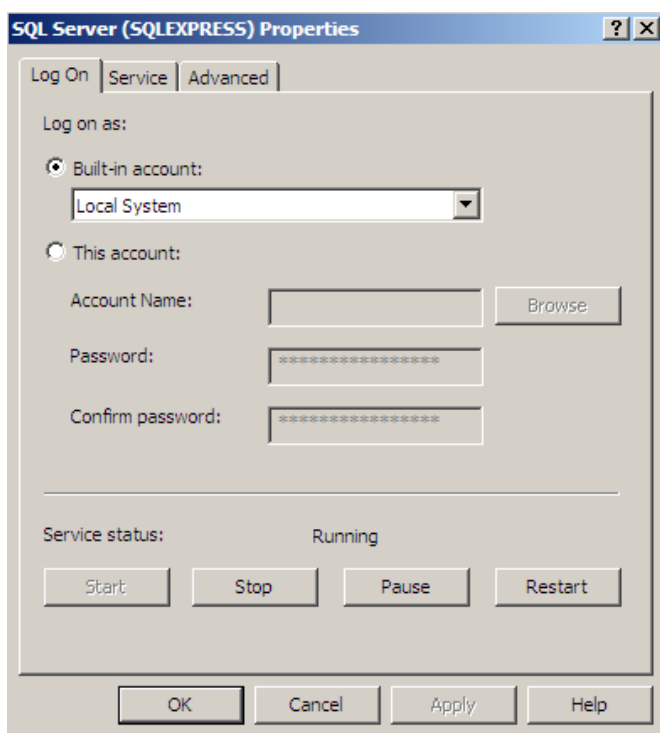 SQL Server (SQLEXPRESS) Properties
Log On Service Advanced
Log on as:
Built-in account:
Local System
This account:
Account Name: Browse
Password: ****************
Confirm password: ****************
Service status: Running
Start Stop Pause Restart
OK Cancel Apply Help